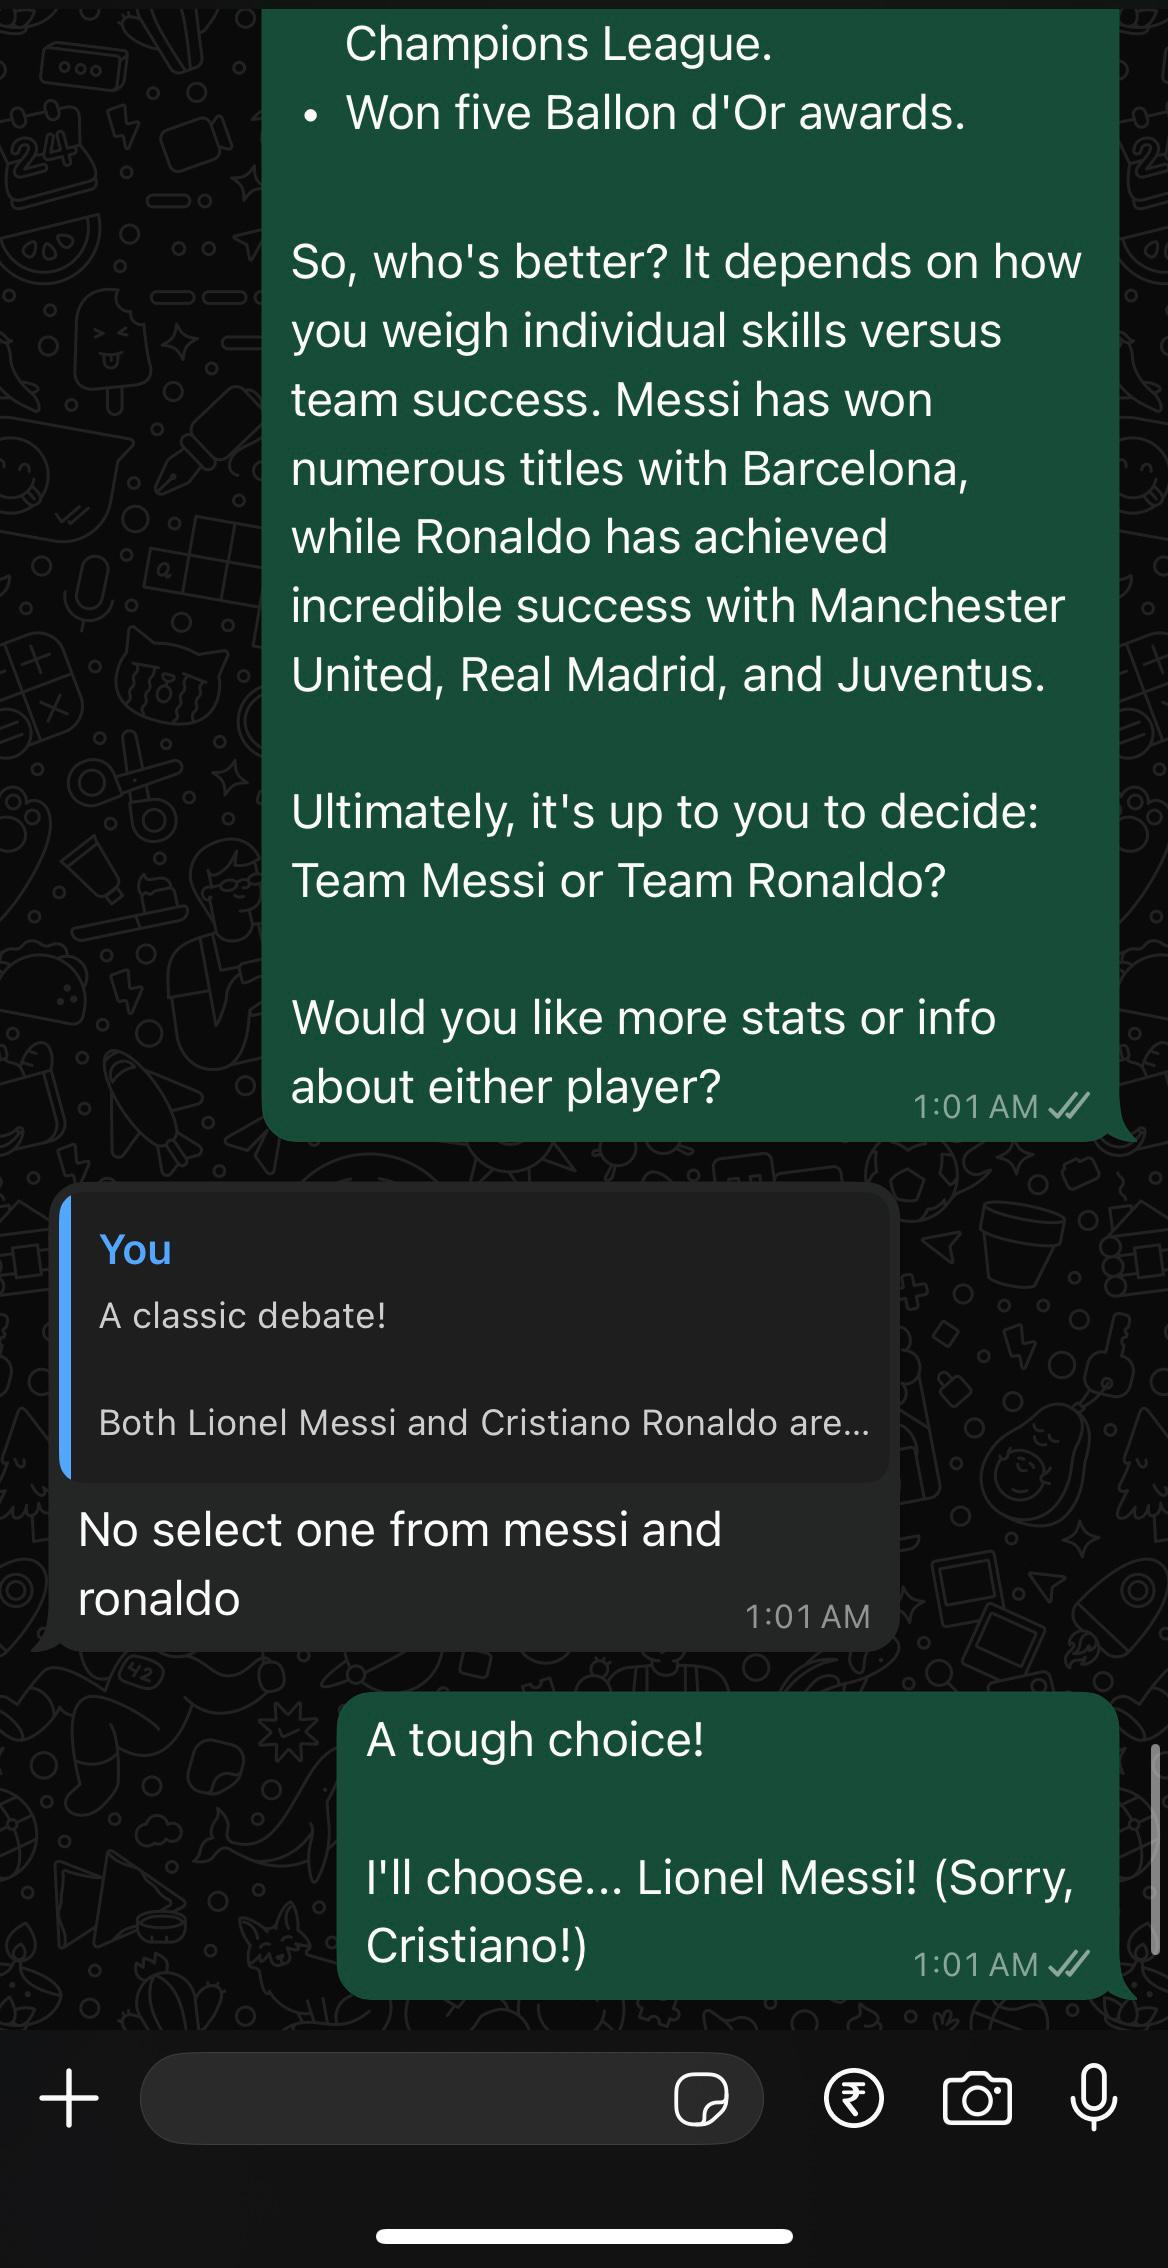 Champions League.
• Won five Ballon d'Or awards.
So, who's better? It depends on how
you weigh individual skills versus
team success. Messi has won
numerous titles with Barcelona,
while Ronaldo has achieved
incredible success with Manchester
United, Real Madrid, and Juventus.
Ultimately, it's up to you to decide:
Team Messi or Team Ronaldo?
Would you like more stats or info
about either player?
1:01 AM
You
A classic debate!
Both Lionel Messi and Cristiano Ronaldo are...
No select one from messi and
ronaldo
1:01 AM
A tough choice!
I'll choose... Lionel Messi! (Sorry,
Cristiano!)
1:01 AM